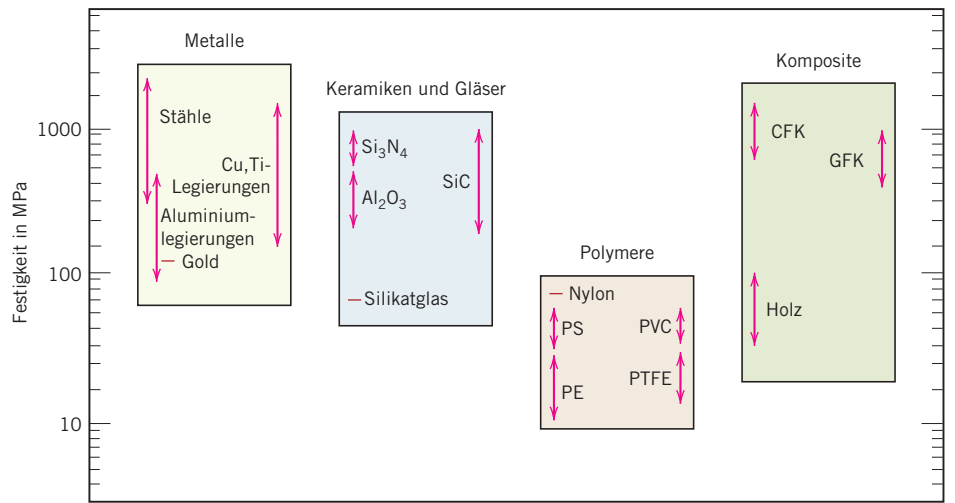 Metalle
Komposite
Keramiken und Gläser
Stähle
CFK
1000
Si₃N₄
GFK
Cu,Ti-
Legierungen
SiC
Al₂O₃
Aluminium-
legierungen
Gold
Polymere
100
Nylon
Silikatglas
Holz
PS
PVC
PE
PTFE
10
Festigkeit in MPa